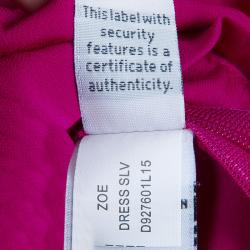 This label with
security
features is a
certificate of
authenticity.
ZOE
DRESS SLV
D927601L15